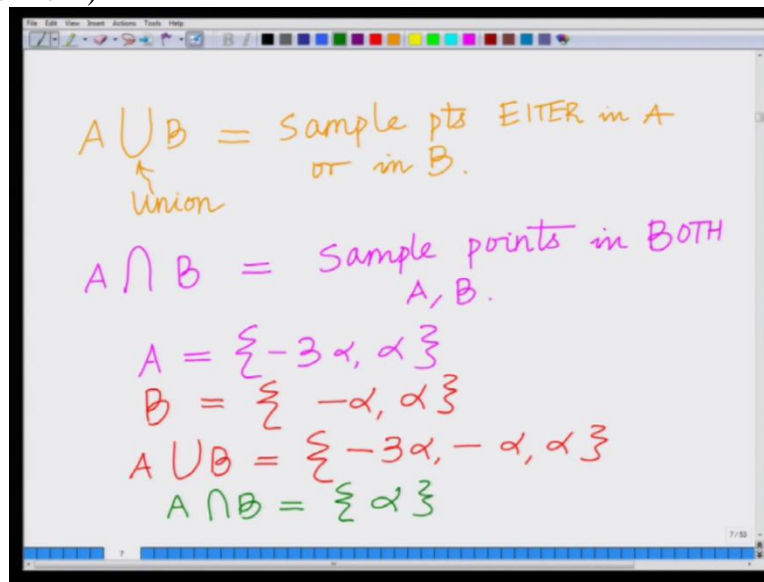 File Edit View Insert Actions Tools Help
A ⋃ B = Sample pts EITER in A
or in B.
Union
A ⋂ B = Sample points in BOTH
A, B.
A = {-3α, α}
B = { -α, α}
A ∪ B = {-3α, -α, α}
A ∩ B = {α}
7/53
7